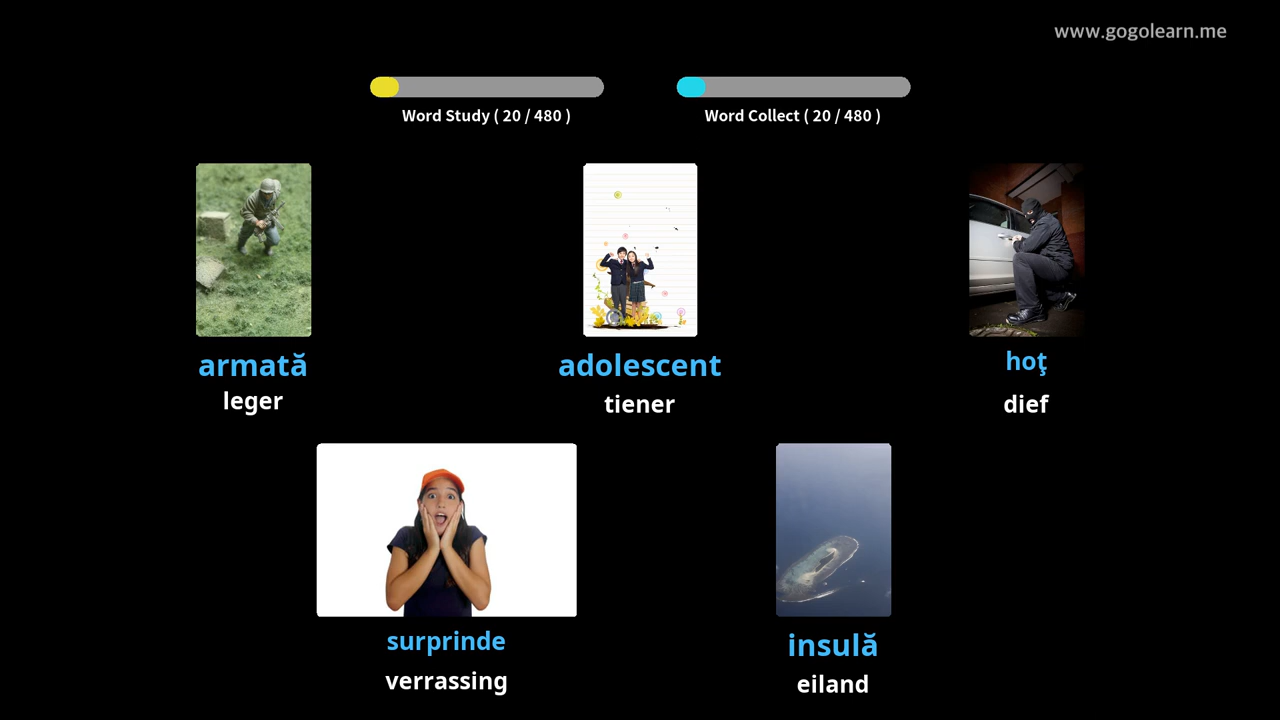 www.gogolearn.me
Word Study ( 20 / 480 )
Word Collect ( 20 / 480 )
armată
leger
adolescent
tiener
hoţ
dief
surprinde
verrassing
insulă
eiland